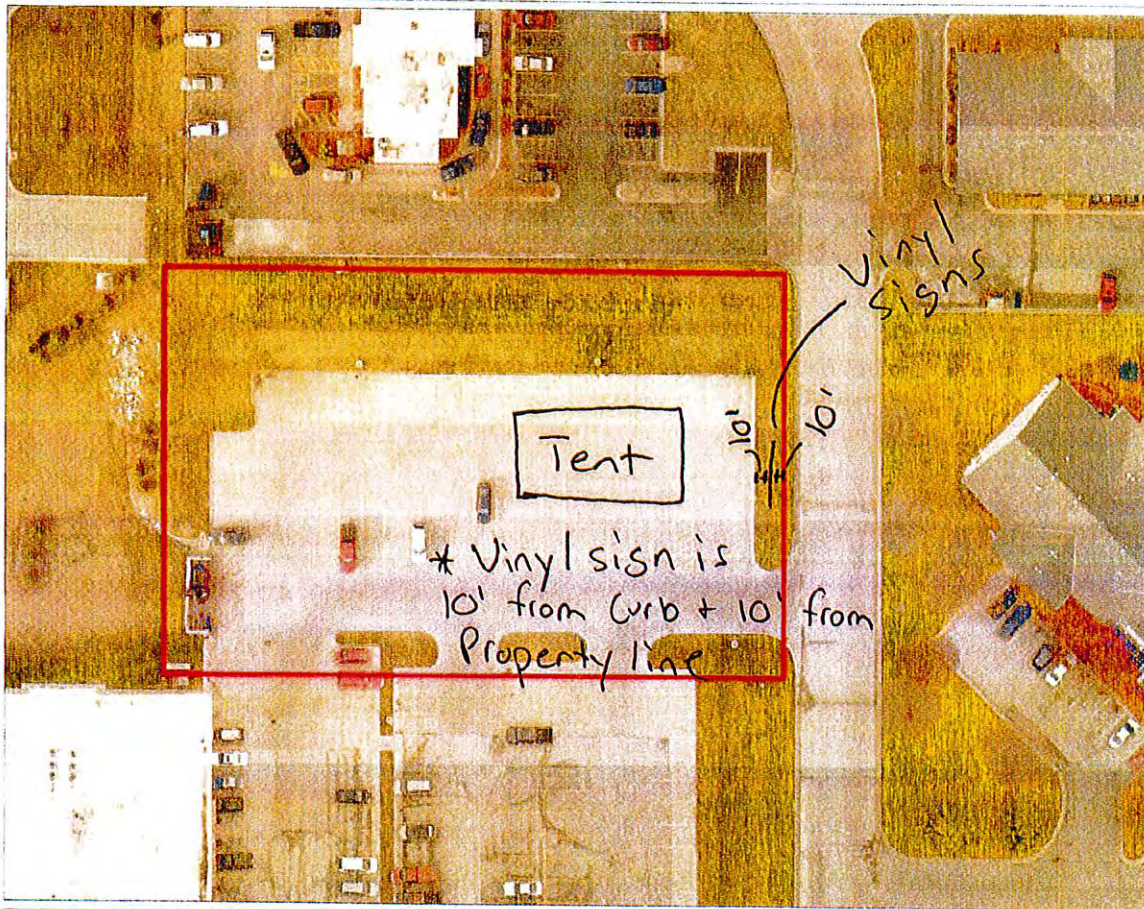 Vinyl
Signs
10'
10'
Tent
* Vinyl sign is
10' from Curb + 10' from
Property line